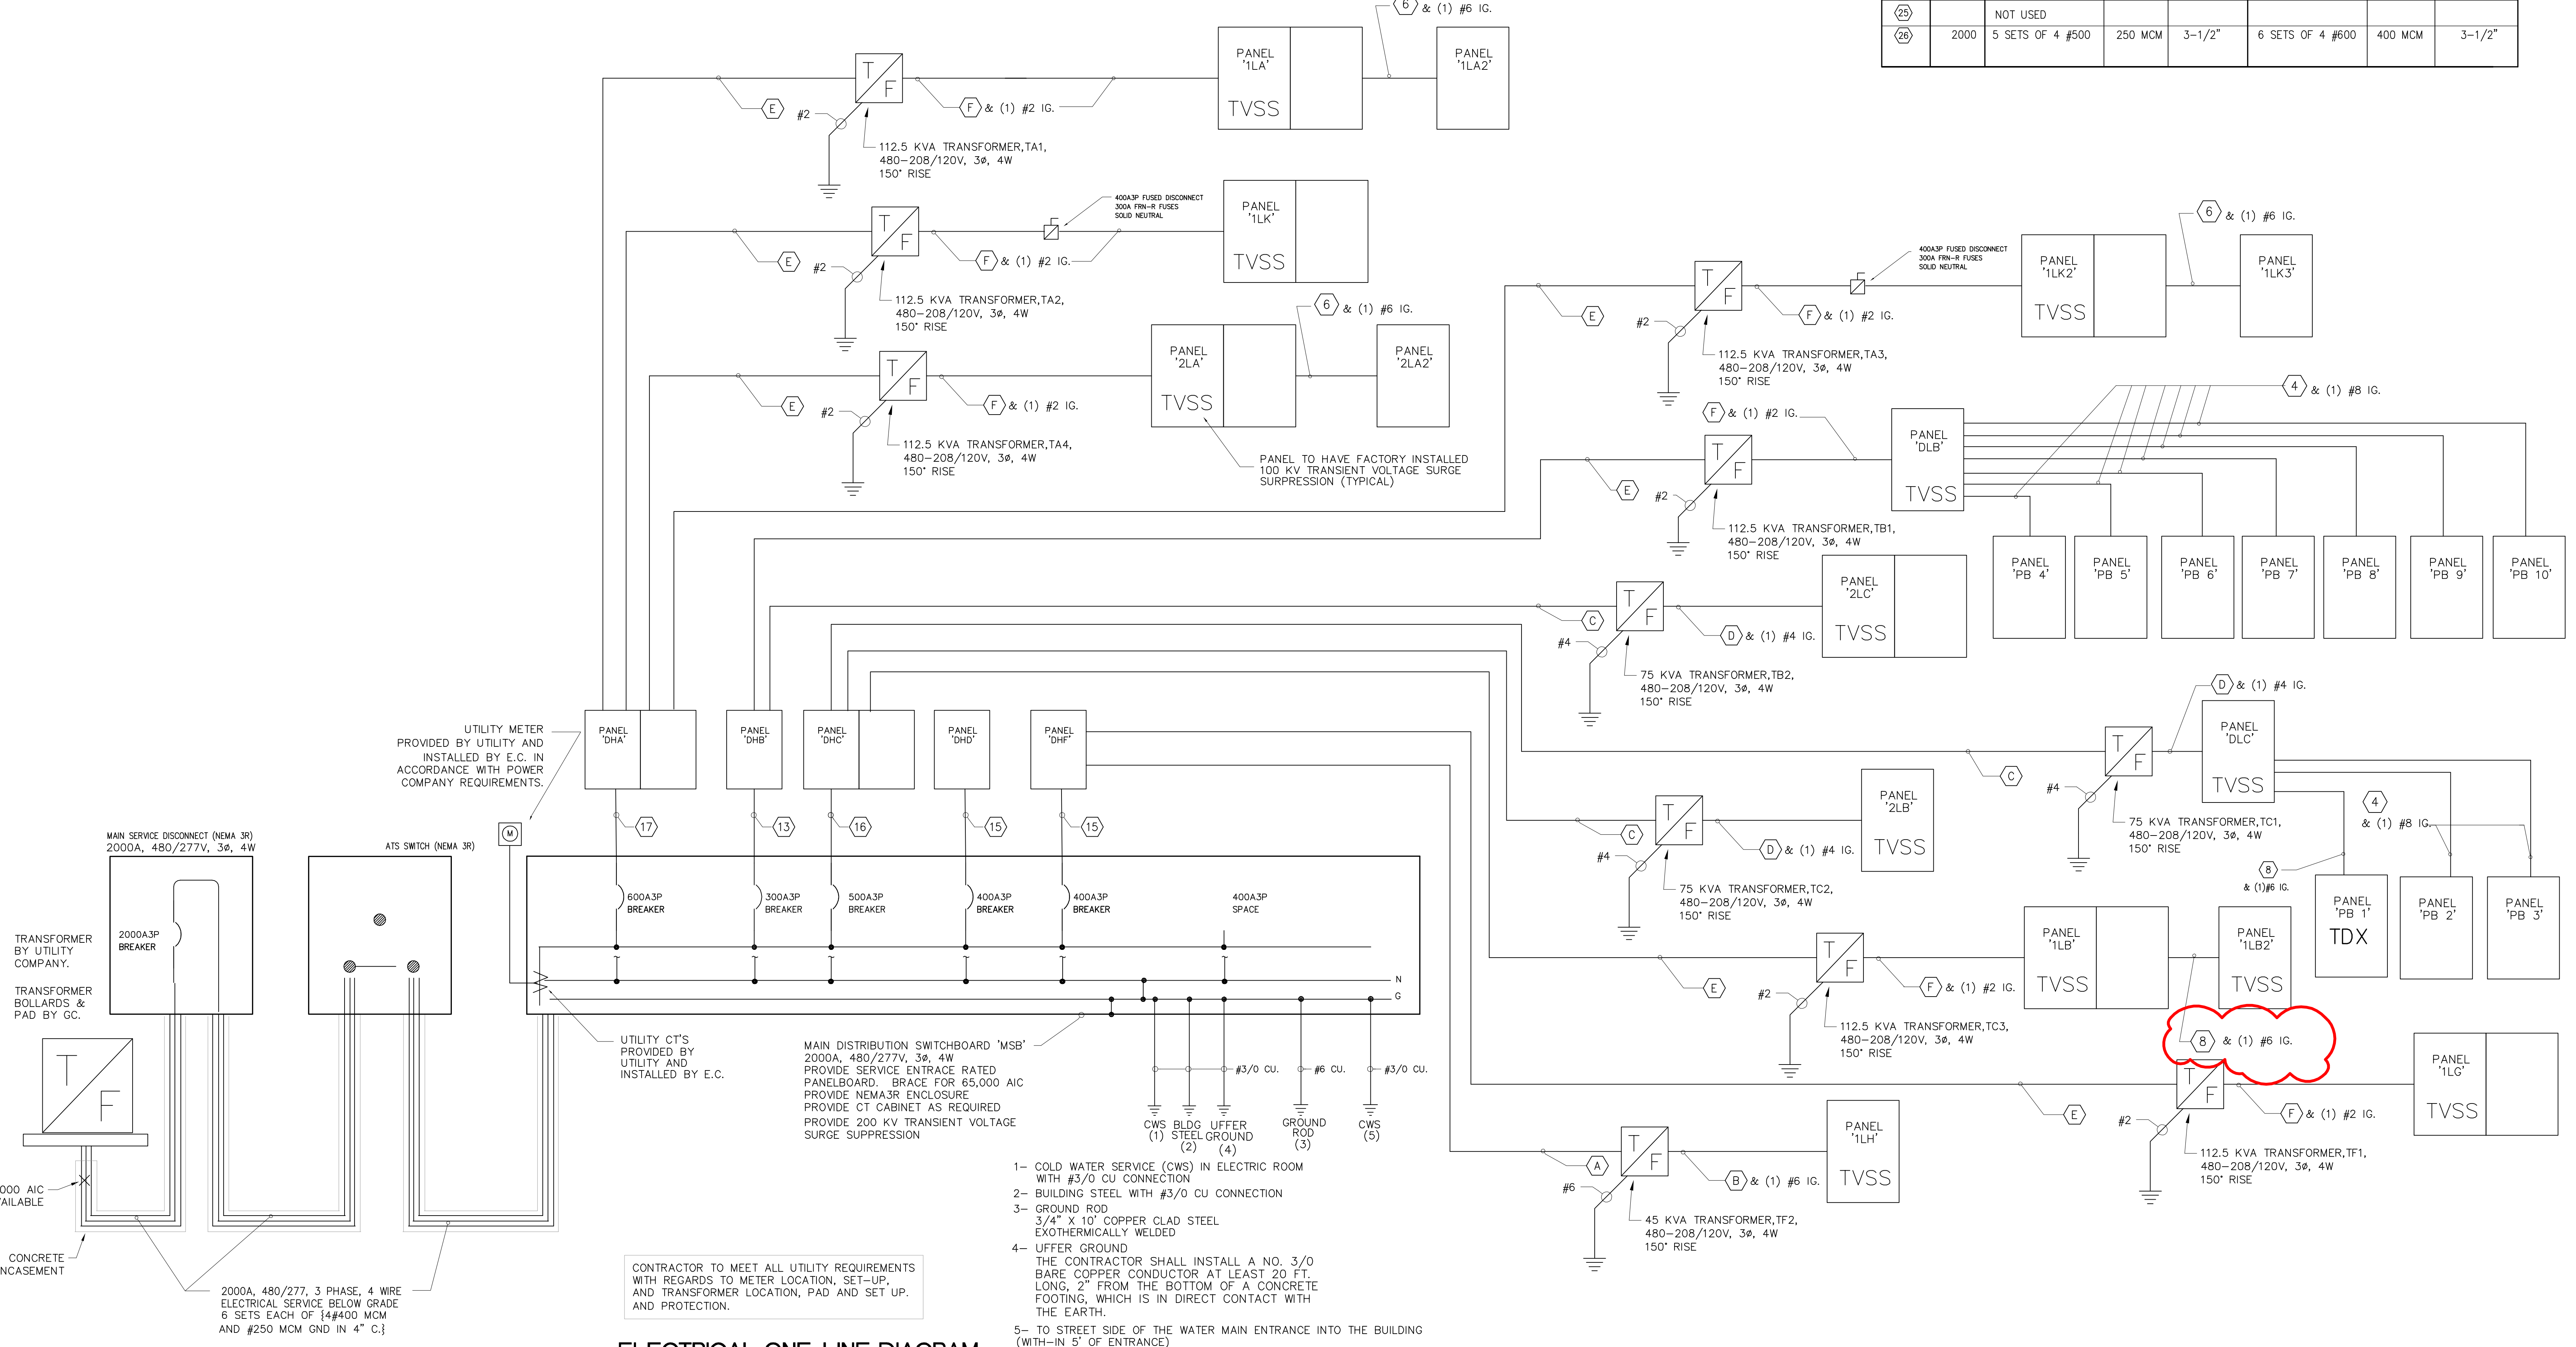 6 & (1) #6 IG.
25 NOT USED
26 2000 5 SETS OF 4 #500 250 MCM 3-1/2" 6 SETS OF 4 #600 400 MCM 3-1/2"
PANEL
'1LA'
TVSS
PANEL
'1LA2'
T/F
E
#2
F & (1) #2 IG.
112.5 KVA TRANSFORMER,TA1,
480-208/120V, 3ø, 4W
150° RISE
400A3P FUSED DISCONNECT
300A FRN-R FUSES
SOLID NEUTRAL
PANEL
'1LK'
TVSS
T/F
E
#2
F & (1) #2 IG.
112.5 KVA TRANSFORMER,TA2,
480-208/120V, 3ø, 4W
150° RISE
6 & (1) #6 IG.
PANEL
'2LA'
TVSS
PANEL
'2LA2'
T/F
E
#2
F & (1) #2 IG.
112.5 KVA TRANSFORMER,TA4,
480-208/120V, 3ø, 4W
150° RISE
PANEL TO HAVE FACTORY INSTALLED
100 KV TRANSIENT VOLTAGE SURGE
SURPRESSION (TYPICAL)
6 & (1) #6 IG.
400A3P FUSED DISCONNECT
300A FRN-R FUSES
SOLID NEUTRAL
PANEL
'1LK2'
TVSS
PANEL
'1LK3'
T/F
E
#2
F & (1) #2 IG.
112.5 KVA TRANSFORMER,TA3,
480-208/120V, 3ø, 4W
150° RISE
4 & (1) #8 IG.
F & (1) #2 IG.
PANEL
'DLB'
TVSS
T/F
E
#2
112.5 KVA TRANSFORMER,TB1,
480-208/120V, 3ø, 4W
150° RISE
PANEL
'PB 4'
PANEL
'PB 5'
PANEL
'PB 6'
PANEL
'PB 7'
PANEL
'PB 8'
PANEL
'PB 9'
PANEL
'PB 10'
PANEL
'2LC'
TVSS
T/F
C
#4
D & (1) #4 IG.
75 KVA TRANSFORMER,TB2,
480-208/120V, 3ø, 4W
150° RISE
D & (1) #4 IG.
PANEL
'DLC'
TVSS
T/F
C
#4
75 KVA TRANSFORMER,TC1,
480-208/120V, 3ø, 4W
150° RISE
4
& (1) #8 IG.
8
& (1)#6 IG.
PANEL
'PB 1'
TDX
PANEL
'PB 2'
PANEL
'PB 3'
PANEL
'2LB'
TVSS
T/F
C
#4
D & (1) #4 IG.
75 KVA TRANSFORMER,TC2,
480-208/120V, 3ø, 4W
150° RISE
PANEL
'1LB'
TVSS
PANEL
'1LB2'
TVSS
T/F
E
#2
F & (1) #2 IG.
112.5 KVA TRANSFORMER,TC3,
480-208/120V, 3ø, 4W
150° RISE
8 & (1) #6 IG.
PANEL
'1LG'
TVSS
T/F
E
#2
F & (1) #2 IG.
112.5 KVA TRANSFORMER,TF1,
480-208/120V, 3ø, 4W
150° RISE
PANEL
'1LH'
TVSS
T/F
A
#6
B & (1) #6 IG.
45 KVA TRANSFORMER,TF2,
480-208/120V, 3ø, 4W
150° RISE
UTILITY METER
PROVIDED BY UTILITY AND
INSTALLED BY E.C. IN
ACCORDANCE WITH POWER
COMPANY REQUIREMENTS.
PANEL
'DHA'
PANEL
'DHB'
PANEL
'DHC'
PANEL
'DHD'
PANEL
'DHF'
17
13
16
15
15
M
MAIN SERVICE DISCONNECT (NEMA 3R)
2000A, 480/277V, 3ø, 4W
2000A3P
BREAKER
ATS SWITCH (NEMA 3R)
600A3P
BREAKER
300A3P
BREAKER
500A3P
BREAKER
400A3P
BREAKER
400A3P
BREAKER
400A3P
SPACE
N
G
TRANSFORMER
BY UTILITY
COMPANY.
TRANSFORMER
BOLLARDS &
PAD BY GC.
T/F
000 AIC
AILABLE
CONCRETE
NCASEMENT
UTILITY CT'S
PROVIDED BY
UTILITY AND
INSTALLED BY E.C.
MAIN DISTRIBUTION SWITCHBOARD 'MSB'
2000A, 480/277V, 3ø, 4W
PROVIDE SERVICE ENTRACE RATED
PANELBOARD. BRACE FOR 65,000 AIC
PROVIDE NEMA3R ENCLOSURE
PROVIDE CT CABINET AS REQUIRED
PROVIDE 200 KV TRANSIENT VOLTAGE
SURGE SUPPRESSION
#3/0 CU.
#6 CU.
#3/0 CU.
CWS
(1)
BLDG
STEEL
(2)
UFFER
GROUND
(4)
GROUND
ROD
(3)
CWS
(5)
1- COLD WATER SERVICE (CWS) IN ELECTRIC ROOM
WITH #3/0 CU CONNECTION
2- BUILDING STEEL WITH #3/0 CU CONNECTION
3- GROUND ROD
3/4" X 10' COPPER CLAD STEEL
EXOTHERMICALLY WELDED
4- UFFER GROUND
THE CONTRACTOR SHALL INSTALL A NO. 3/0
BARE COPPER CONDUCTOR AT LEAST 20 FT.
LONG, 2" FROM THE BOTTOM OF A CONCRETE
FOOTING, WHICH IS IN DIRECT CONTACT WITH
THE EARTH.
5- TO STREET SIDE OF THE WATER MAIN ENTRANCE INTO THE BUILDING
(WITH-IN 5' OF ENTRANCE)
2000A, 480/277, 3 PHASE, 4 WIRE
ELECTRICAL SERVICE BELOW GRADE
6 SETS EACH OF {4#400 MCM
AND #250 MCM GND IN 4" C.}
CONTRACTOR TO MEET ALL UTILITY REQUIREMENTS
WITH REGARDS TO METER LOCATION, SET-UP,
AND TRANSFORMER LOCATION, PAD AND SET UP.
AND PROTECTION.
ELECTRICAL ONE LINE DIAGRAM